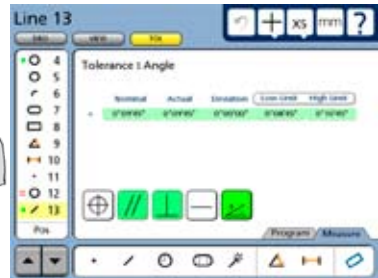 Line 13
xs mm ?
view
Tolerance : Angle
Nominal Actual Deviation Low Limit High Limit
4
5
6
7
8
9
10
11
12
13
Pos
Program Measure